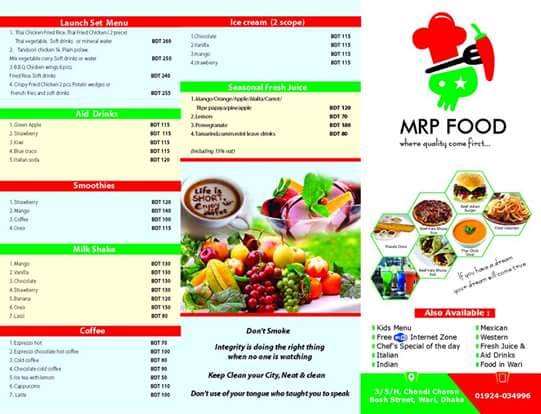 Launch Set Menu
1. Thai Chicken Fried Rice, Thai Fried Chicken ( 2 piece)
Thai vegetable, Soft drinks or mineral water BDT 260
2. Tandoori chicken ¼, Plain polaw
Mix vegetable curry, Soft drinks or water BDT 250
3. B.B.Q Chicken wings 6 pcs
Fried Rice, Soft drinks BDT 240
4. Crispy Fried Chicken 2 pcs, Potato wedges or
French fries and soft drinks BDT 255
Aid Drinks
1. Green Apple BDT 115
2. Strawberry BDT 115
3. Kiwi BDT 115
4. Blue craco BDT 115
5. Italian soda BDT 120
Smoothies
1. Strawberry BDT 120
2. Mango BDT 140
3. Coffee BDT 100
4. Oreo BDT 115
Milk Shake
1. Mango BDT 130
2. Vanilla BDT 130
3. Chocolate BDT 130
4. Strawberry BDT 130
5. Banana BDT 120
6. Oreo BDT 150
7. Lassi BDT 80
Coffee
1. Espresso hot BDT 70
2. Espresso chocolate hot coffee BDT 100
3. Cold coffee BDT 80
4. Chocolate cold coffee BDT 90
5. Ice tea with lemon BDT 50
6. Cappuccino BDT 110
7. Latte BDT 100
Ice cream (2 scope)
1.Chocolate BDT 115
2.Vanilla BDT 115
3.mango BDT 115
4.strawberry BDT 115
Seasonal Fresh Juice
1. Mango/Orange/Apple/Malta/Carrot/
Ripe papaya/pineapple BDT 120
2.Lemon BDT 70
3.Pomegranate BDT 180
4.Tamarind/cummin/mint leave drinks BDT 80
(Including 15% vat)
Life is
SHORT.
Enjoy
coffee
Don't Smoke
Integrity is doing the right thing
when no one is watching
Keep Clean your City, Neat & clean
Don't use of your tongue who taught you to speak
MRP FOOD
where quality come first...
If you have a dream
your dream will come true
Also Available :
Kids Menu
Free Internet Zone
Chef's Special of the day
Italian
Indian
Mexican
Western
Fresh Juice &
Aid Drinks
Food in Wari
3/5/H, Chandi Charon
Bosh Street, Wari, Dhaka
01924-034996